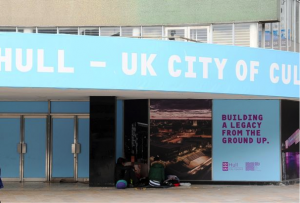 HULL – UK CITY OF CUL
BUILDING
A LEGACY
FROM THE
GROUND UP.